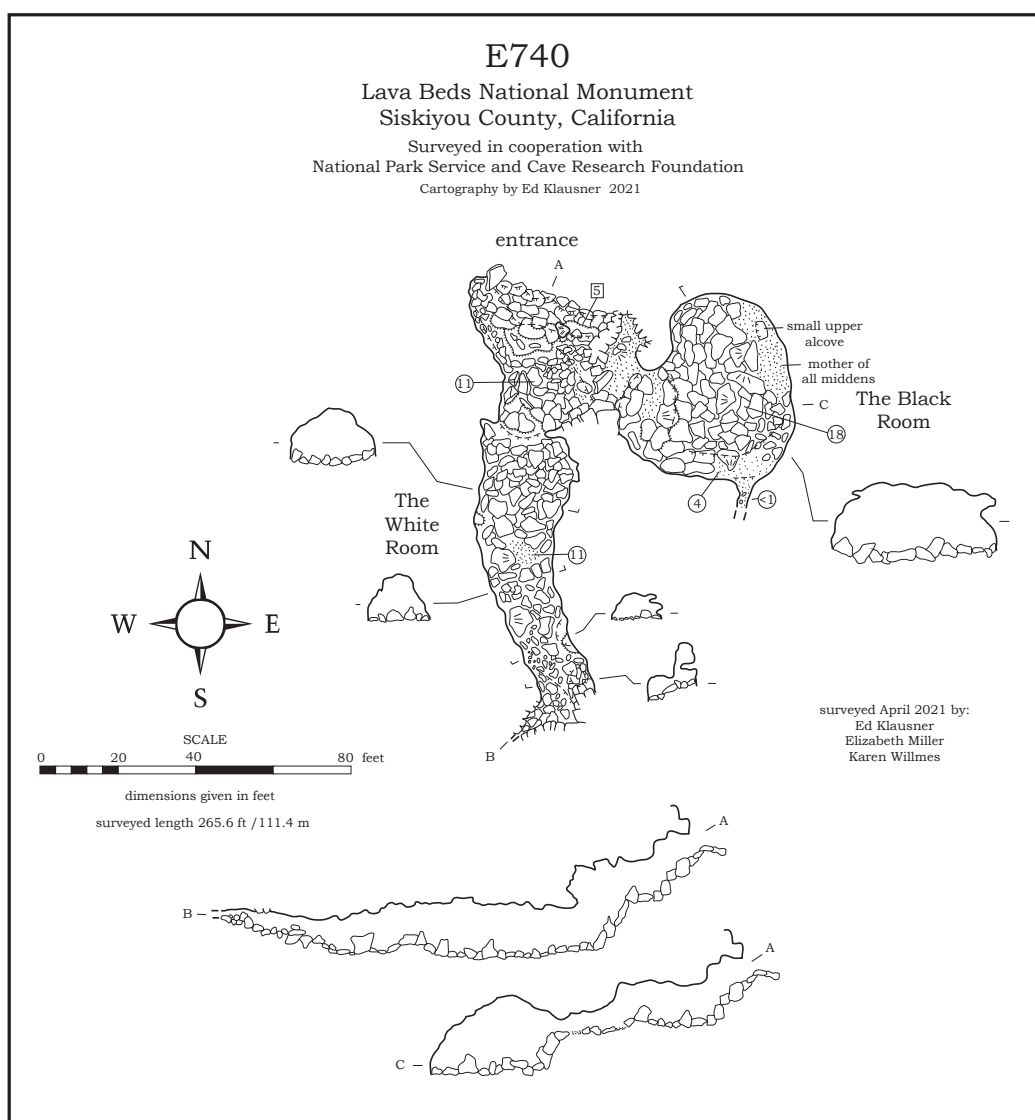 E740
Lava Beds National Monument
Siskiyou County, California
Surveyed in cooperation with
National Park Service and Cave Research Foundation
Cartography by Ed Klausner 2021
entrance
A
5
small upper
alcove
mother of
all middens
11
C
The Black
Room
18
4
<1
The
White
Room
11
N
W
E
S
B
surveyed April 2021 by:
Ed Klausner
Elizabeth Miller
Karen Willmes
SCALE
0 20 40 80 feet
dimensions given in feet
surveyed length 265.6 ft /111.4 m
A
B
A
C